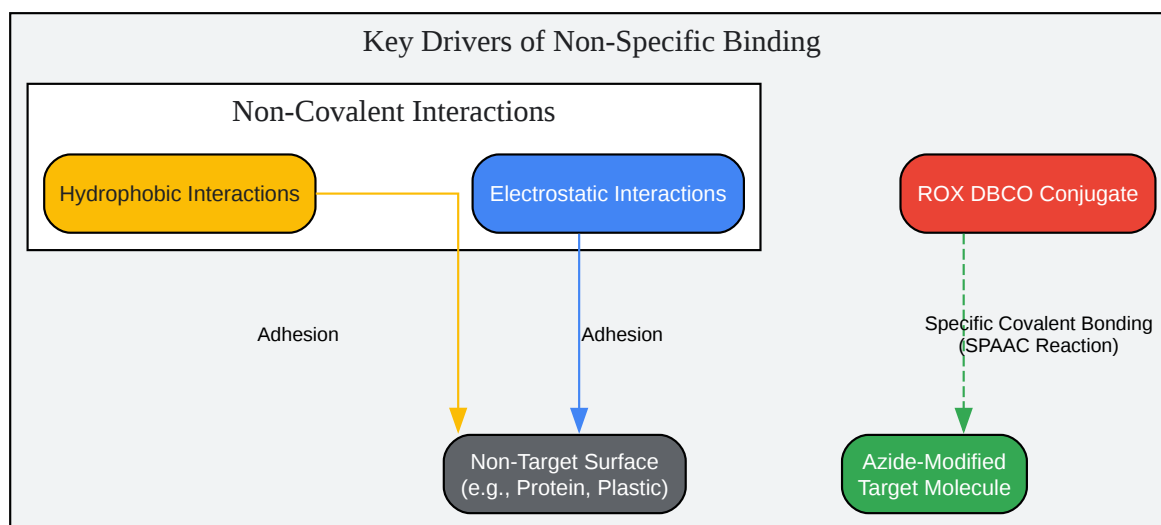 Key Drivers of Non-Specific Binding
Non-Covalent Interactions
Hydrophobic Interactions
Electrostatic Interactions
ROX DBCO Conjugate
Adhesion
Adhesion
Specific Covalent Bonding
(SPAAC Reaction)
Non-Target Surface
(e.g., Protein, Plastic)
Azide-Modified
Target Molecule